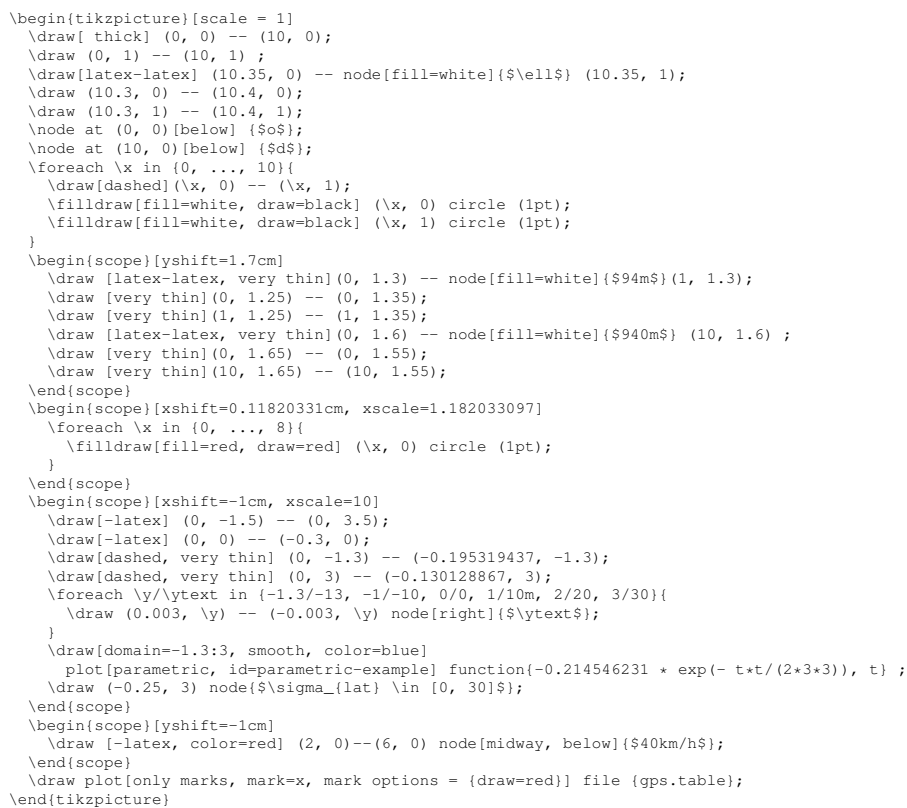 \begin{tikzpicture}[scale = 1]
  \draw[ thick] (0, 0) -- (10, 0);
  \draw (0, 1) -- (10, 1) ;
  \draw[latex-latex] (10.35, 0) -- node[fill=white]{$\ell$} (10.35, 1);
  \draw (10.3, 0) -- (10.4, 0);
  \draw (10.3, 1) -- (10.4, 1);
  \node at (0, 0)[below] {$o$};
  \node at (10, 0)[below] {$d$};
  \foreach \x in {0, ..., 10}{
    \draw[dashed](\x, 0) -- (\x, 1);
    \filldraw[fill=white, draw=black] (\x, 0) circle (1pt);
    \filldraw[fill=white, draw=black] (\x, 1) circle (1pt);
  }
  \begin{scope}[yshift=1.7cm]
    \draw [latex-latex, very thin](0, 1.3) -- node[fill=white]{$94m$}(1, 1.3);
    \draw [very thin](0, 1.25) -- (0, 1.35);
    \draw [very thin](1, 1.25) -- (1, 1.35);
    \draw [latex-latex, very thin](0, 1.6) -- node[fill=white]{$940m$} (10, 1.6) ;
    \draw [very thin](0, 1.65) -- (0, 1.55);
    \draw [very thin](10, 1.65) -- (10, 1.55);
  \end{scope}
  \begin{scope}[xshift=0.11820331cm, xscale=1.182033097]
    \foreach \x in {0, ..., 8}{
      \filldraw[fill=red, draw=red] (\x, 0) circle (1pt);
    }
  \end{scope}
  \begin{scope}[xshift=-1cm, xscale=10]
    \draw[-latex] (0, -1.5) -- (0, 3.5);
    \draw[-latex] (0, 0) -- (-0.3, 0);
    \draw[dashed, very thin] (0, -1.3) -- (-0.195319437, -1.3);
    \draw[dashed, very thin] (0, 3) -- (-0.130128867, 3);
    \foreach \y/\ytext in {-1.3/-13, -1/-10, 0/0, 1/10m, 2/20, 3/30}{
      \draw (0.003, \y) -- (-0.003, \y) node[right]{$\ytext$};
    }
    \draw[domain=-1.3:3, smooth, color=blue]
      plot[parametric, id=parametric-example] function{-0.214546231 * exp(- t*t/(2*3*3)), t} ;
    \draw (-0.25, 3) node{$\sigma_{lat} \in [0, 30]$};
  \end{scope}
  \begin{scope}[yshift=-1cm]
    \draw [-latex, color=red] (2, 0)--(6, 0) node[midway, below]{$40km/h$};
  \end{scope}
  \draw plot[only marks, mark=x, mark options = {draw=red}] file {gps.table};
\end{tikzpicture}